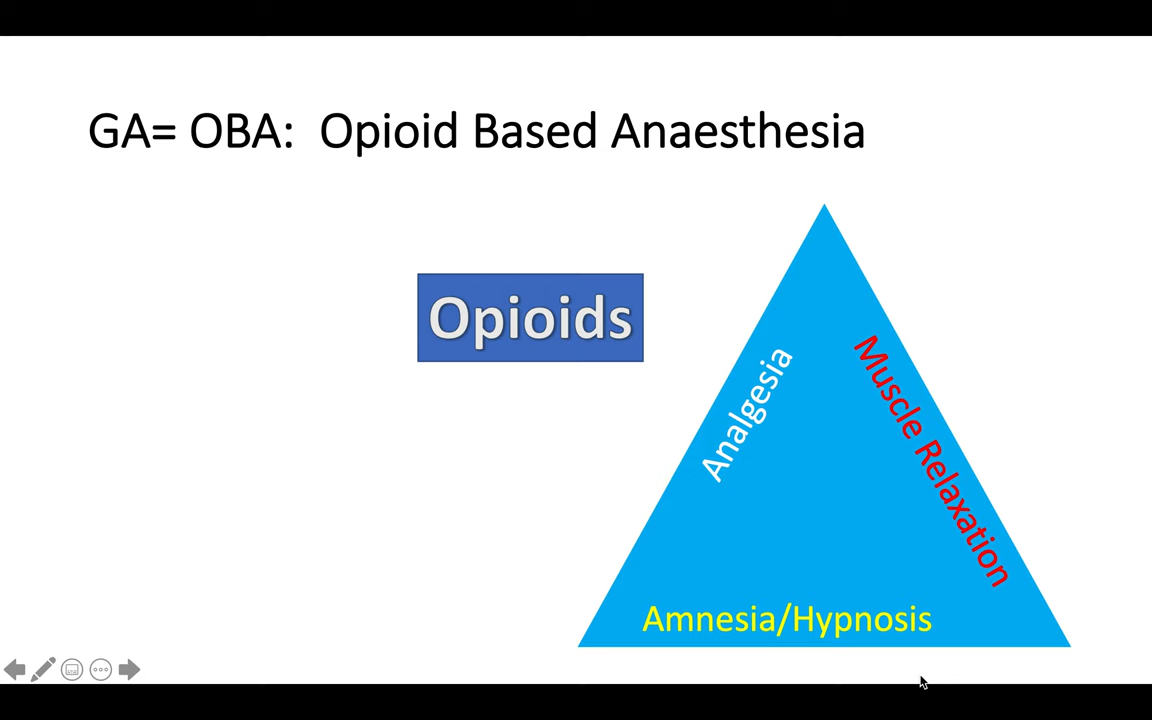 GA= OBA:  Opioid Based Anaesthesia
Opioids
Analgesia
Muscle Relaxation
Amnesia/Hypnosis